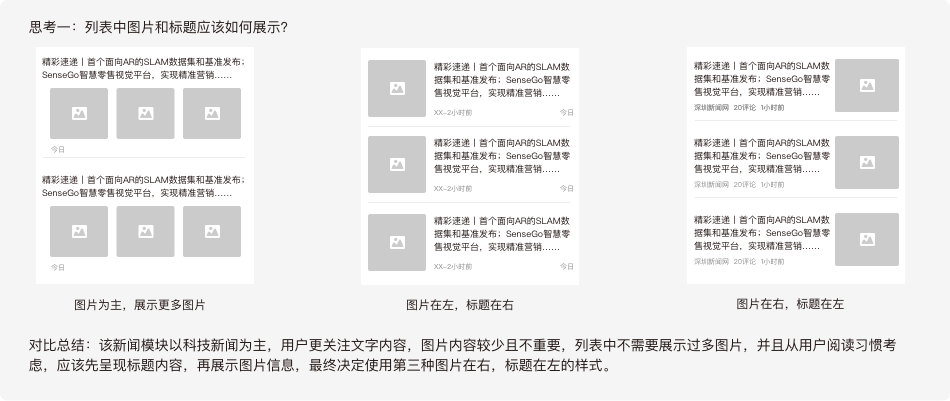 思考一：列表中图片和标题应该如何展示？
精彩速递丨首个面向AR的SLAM数据集和基准发布；
SenseGo智慧零售视觉平台，实现精准营销……
今日
精彩速递丨首个面向AR的SLAM数据集和基准发布；
SenseGo智慧零售视觉平台，实现精准营销……
今日
图片为主，展示更多图片
精彩速递丨首个面向AR的SLAM数
据集和基准发布；SenseGo智慧零
售视觉平台，实现精准营销……
XX-2小时前 今日
精彩速递丨首个面向AR的SLAM数
据集和基准发布；SenseGo智慧零
售视觉平台，实现精准营销……
XX-2小时前 今日
精彩速递丨首个面向AR的SLAM数
据集和基准发布；SenseGo智慧零
售视觉平台，实现精准营销……
XX-2小时前 今日
图片在左，标题在右
精彩速递丨首个面向AR的SLAM数
据集和基准发布；SenseGo智慧零
售视觉平台，实现精准营销……
深圳新闻网 20评论 1小时前
精彩速递丨首个面向AR的SLAM数
据集和基准发布；SenseGo智慧零
售视觉平台，实现精准营销……
深圳新闻网 20评论 1小时前
精彩速递丨首个面向AR的SLAM数
据集和基准发布；SenseGo智慧零
售视觉平台，实现精准营销……
深圳新闻网 20评论 1小时前
图片在右，标题在左
对比总结：该新闻模块以科技新闻为主，用户更关注文字内容，图片内容较少且不重要，列表中不需要展示过多图片，并且从用户阅读习惯考
虑，应该先呈现标题内容，再展示图片信息，最终决定使用第三种图片在右，标题在左的样式。